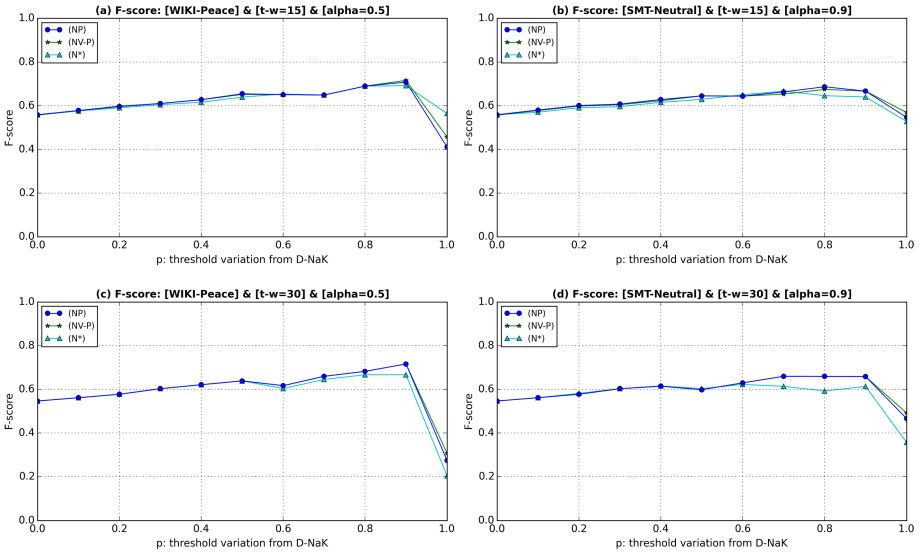 (a) F-score: [WIKI-Peace] & [t-w=15] & [alpha=0.5]
1.0
0.8
0.6
0.4
0.2
0.0
F-score
(NP)
(NV-P)
(N*)
0.0 0.2 0.4 0.6 0.8 1.0
p: threshold variation from D-NaK
(b) F-score: [SMT-Neutral] & [t-w=15] & [alpha=0.9]
1.0
0.8
0.6
0.4
0.2
0.0
F-score
(NP)
(NV-P)
(N*)
0.0 0.2 0.4 0.6 0.8 1.0
p: threshold variation from D-NaK
(c) F-score: [WIKI-Peace] & [t-w=30] & [alpha=0.5]
1.0
0.8
0.6
0.4
0.2
0.0
F-score
(NP)
(NV-P)
(N*)
0.0 0.2 0.4 0.6 0.8 1.0
p: threshold variation from D-NaK
(d) F-score: [SMT-Neutral] & [t-w=30] & [alpha=0.9]
1.0
0.8
0.6
0.4
0.2
0.0
F-score
(NP)
(NV-P)
(N*)
0.0 0.2 0.4 0.6 0.8 1.0
p: threshold variation from D-NaK